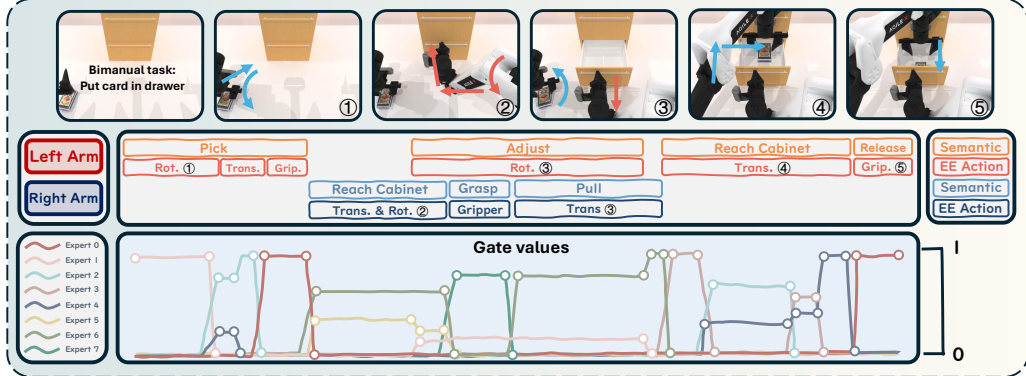 Bimanual task:
Put card in drawer
①
②
③
AGILE X
④
AGILE X
⑤
Left Arm
Right Arm
Pick
Adjust
Reach Cabinet
Release
Rot. ①
Trans.
Grip.
Rot. ③
Trans. ④
Grip. ⑤
Reach Cabinet
Grasp
Pull
Trans. & Rot. ②
Gripper
Trans ③
Semantic
EE Action
Semantic
EE Action
Expert 0
Expert 1
Expert 2
Expert 3
Expert 4
Expert 5
Expert 6
Expert 7
Gate values
1
0